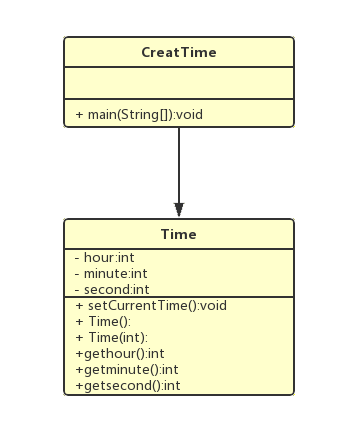 CreatTime
+ main(String[]):void
Time
- hour:int
- minute:int
- second:int
+ setCurrentTime():void
+ Time():
+ Time(int):
+gethour():int
+getminute():int
+getsecond():int